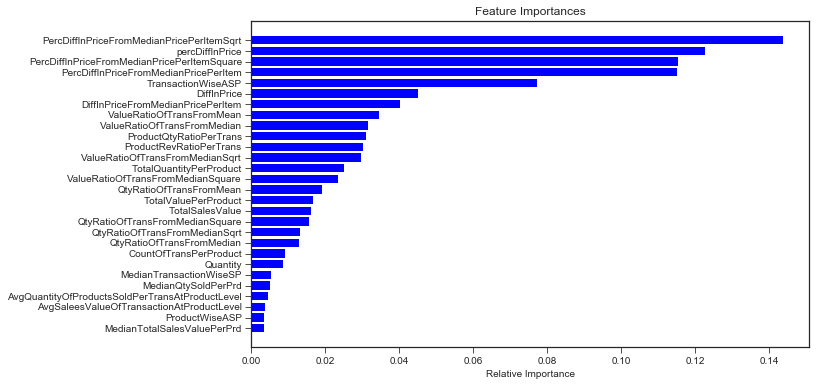 Feature Importances
PercDiffInPriceFromMedianPricePerItemSqrt
percDiffInPrice
PercDiffInPriceFromMedianPricePerItemSquare
PercDiffInPriceFromMedianPricePerItem
TransactionWiseASP
DiffInPrice
DiffInPriceFromMedianPricePerItem
ValueRatioOfTransFromMean
ValueRatioOfTransFromMedian
ProductQtyRatioPerTrans
ProductRevRatioPerTrans
ValueRatioOfTransFromMedianSqrt
TotalQuantityPerProduct
ValueRatioOfTransFromMedianSquare
QtyRatioOfTransFromMean
TotalValuePerProduct
TotalSalesValue
QtyRatioOfTransFromMedianSquare
QtyRatioOfTransFromMedianSqrt
QtyRatioOfTransFromMedian
CountOfTransPerProduct
Quantity
MedianTransactionWiseSP
MedianQtySoldPerPrd
AvgQuantityOfProductsSoldPerTransAtProductLevel
AvgSaleesValueOfTransactionAtProductLevel
ProductWiseASP
MedianTotalSalesValuePerPrd
0.00 0.02 0.04 0.06 0.08 0.10 0.12 0.14
Relative Importance